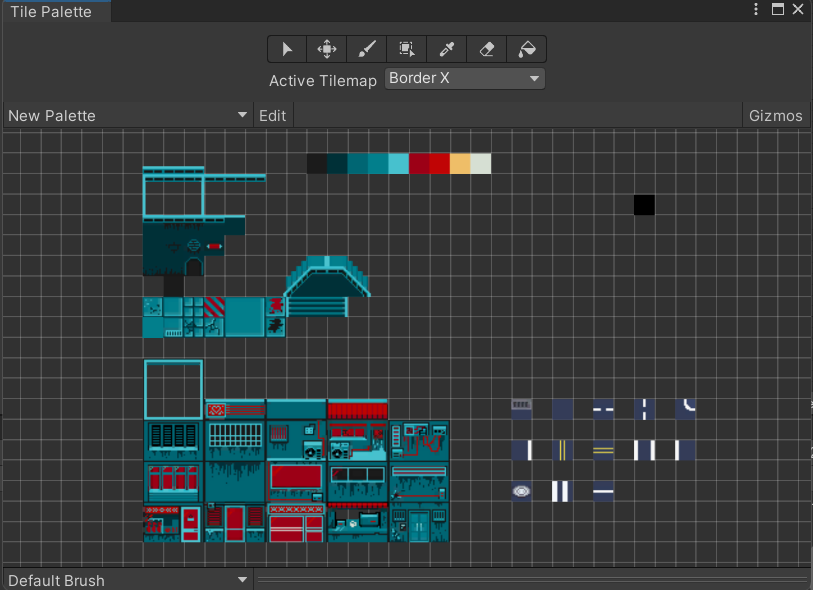 Tile Palette
Active Tilemap Border X
New Palette Edit Gizmos
Default Brush